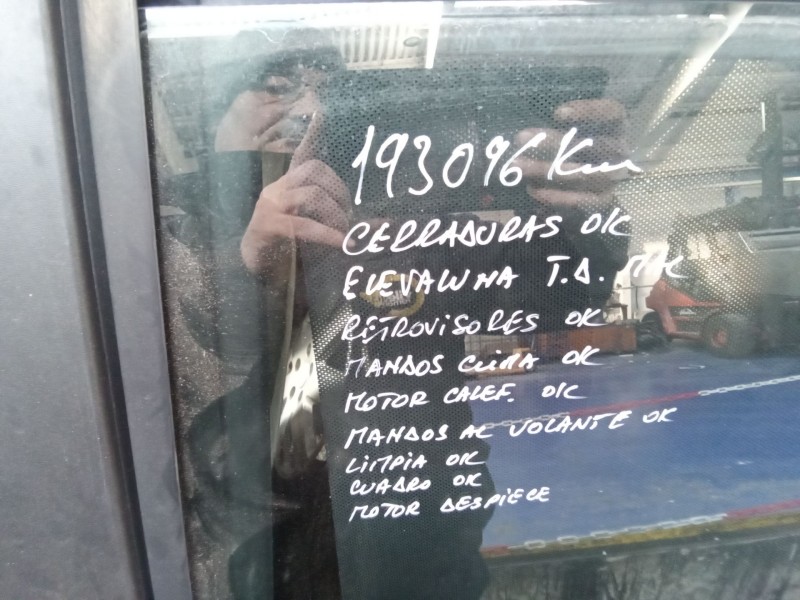 193096 Km
CERRADURAS OK
ELEVALUNA T.D. MAL
RETROVISORES OK
MANDOS CLIMA OK
MOTOR CALEF. OK
MANDOS AL VOLANTE OK
LIMPIA OK
CUADRO OK
MOTOR DESPIECE